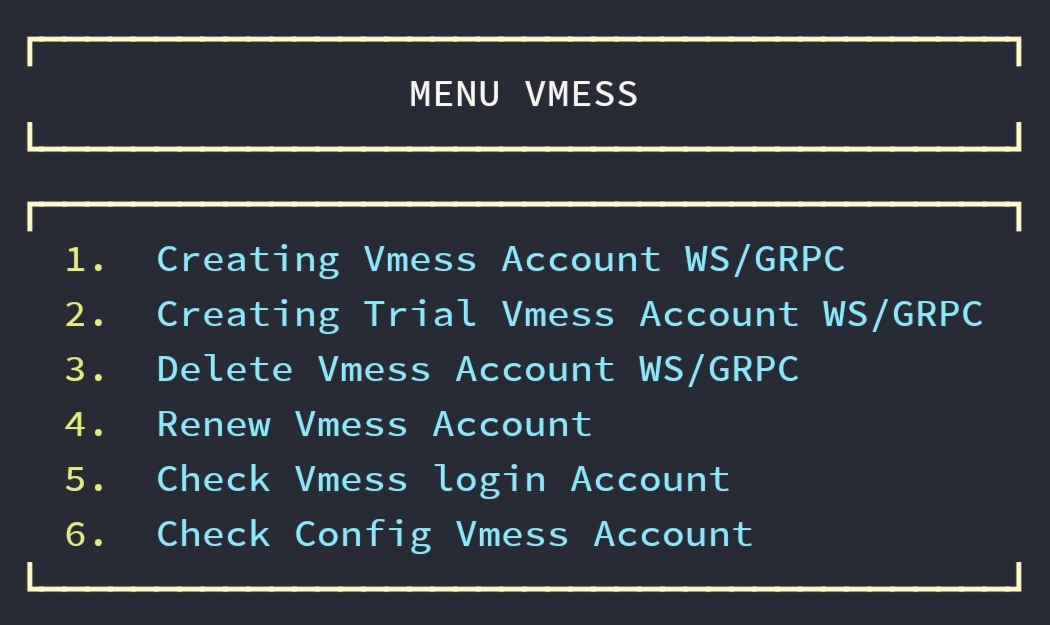 MENU VMESS
1. Creating Vmess Account WS/GRPC
2. Creating Trial Vmess Account WS/GRPC
3. Delete Vmess Account WS/GRPC
4. Renew Vmess Account
5. Check Vmess login Account
6. Check Config Vmess Account